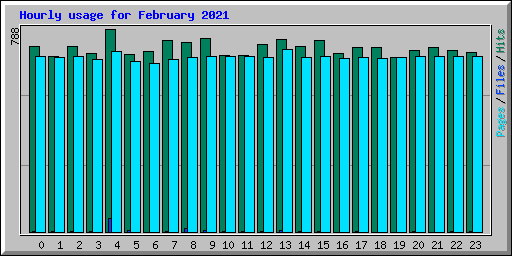 Hourly usage for February 2021
788
Pages/Files/Hits
0 1 2 3 4 5 6 7 8 9 10 11 12 13 14 15 16 17 18 19 20 21 22 23